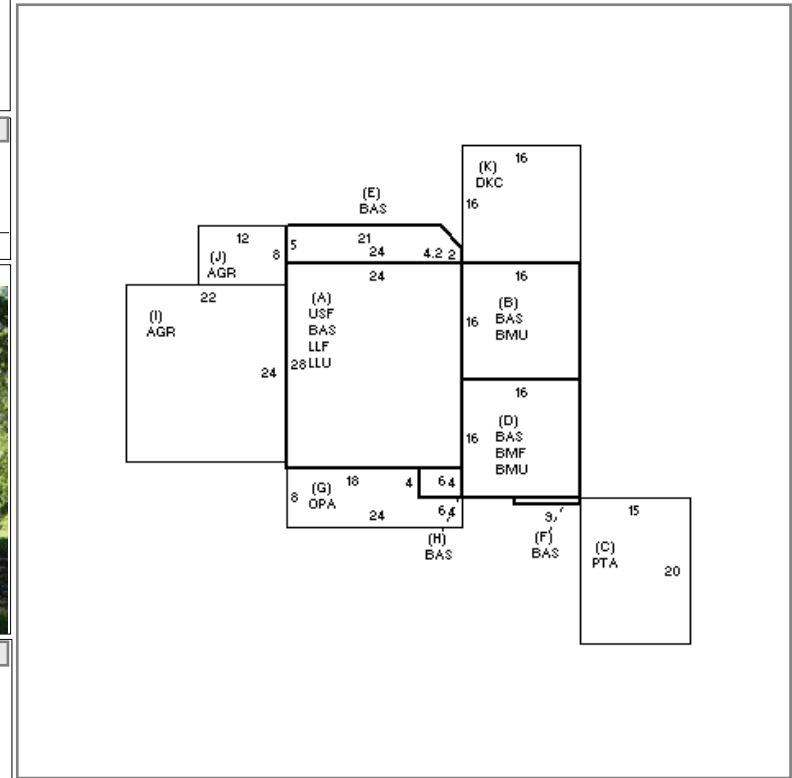 16
(K)
DKC
16
(E)
BAS
12
8
(J)
AGR
5
21
24
4.2 2
22
(I)
AGR
24
24
(A)
USF
BAS
LLF
28 LLU
16
(B)
16 BAS
BMU
16
(D)
16 BAS
BMF
BMU
(G)
8 OPA
18
4
6 4
24
6 4
(H)
BAS
9
(F)
BAS
15
(C)
PTA
20